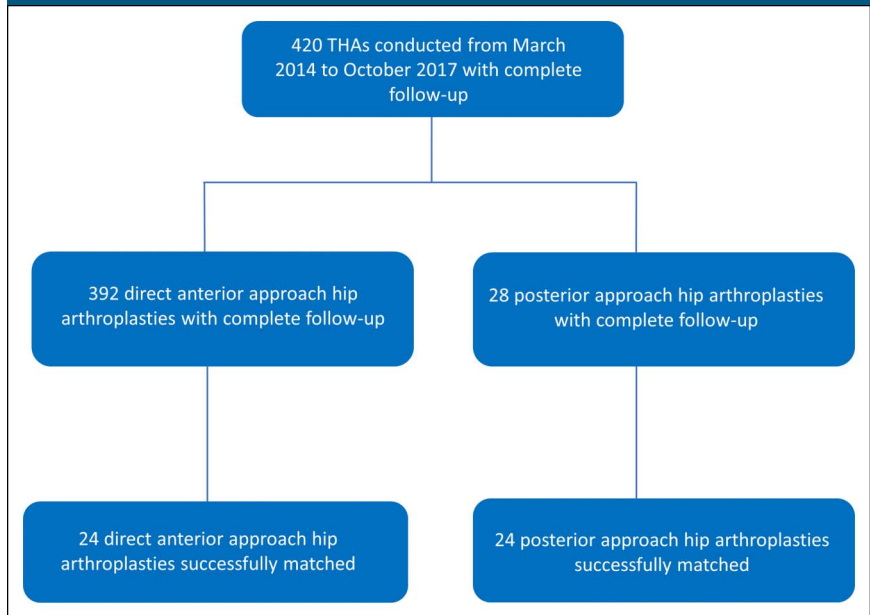 420 THAs conducted from March
2014 to October 2017 with complete
follow-up
392 direct anterior approach hip
arthroplasties with complete follow-up
28 posterior approach hip arthroplasties
with complete follow-up
24 direct anterior approach hip
arthroplasties successfully matched
24 posterior approach hip arthroplasties
successfully matched